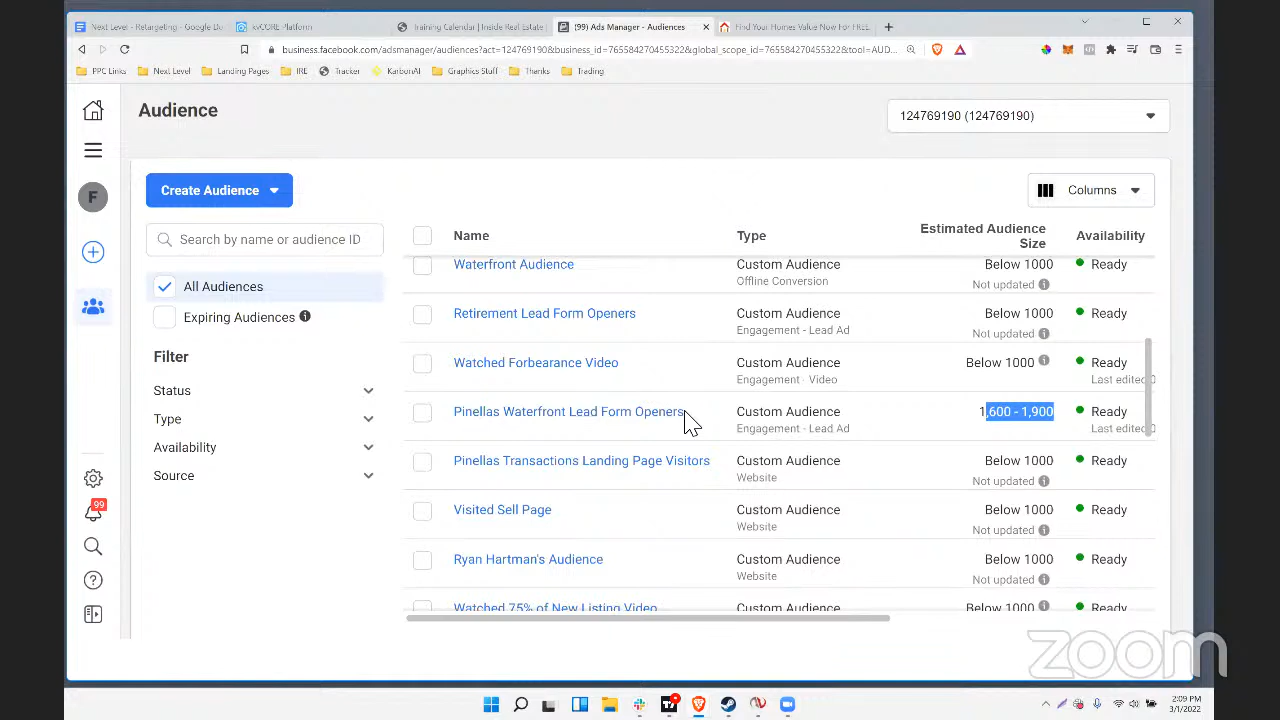 Next Level - Retargeting - Google Do
kvCORE Platform
Training Calendar | Inside Real Estate
(99) Ads Manager - Audiences
Find Your Homes Value Now For FREE
business.facebook.com/adsmanager/audiences?act=124769190&business_id=765584270455322&global_scope_id=765584270455322&tool=AUD...
PPC Links
Next Level
Landing Pages
IRE
Tracker
KarbonAI
Graphics Stuff
Thanks
Trading
Audience
124769190 (124769190)
F
Create Audience
Columns
Search by name or audience ID
All Audiences
Expiring Audiences
Filter
Status
Type
Availability
Source
Name
Type
Estimated Audience
Size
Availability
Waterfront Audience
Custom Audience
Below 1000
Ready
Offline Conversion
Not updated
Retirement Lead Form Openers
Custom Audience
Below 1000
Ready
Engagement - Lead Ad
Not updated
Watched Forbearance Video
Custom Audience
Below 1000
Ready
Engagement - Video
Last edited
Pinellas Waterfront Lead Form Openers
Custom Audience
1,600 - 1,900
Ready
Engagement - Lead Ad
Last edited
Pinellas Transactions Landing Page Visitors
Custom Audience
Below 1000
Ready
Website
Not updated
Visited Sell Page
Custom Audience
Below 1000
Ready
Website
Not updated
Ryan Hartman's Audience
Custom Audience
Below 1000
Ready
Website
Not updated
Watched 75% of New Listing Video
Custom Audience
Below 1000
Ready
99
zoom
2:09 PM
3/1/2022